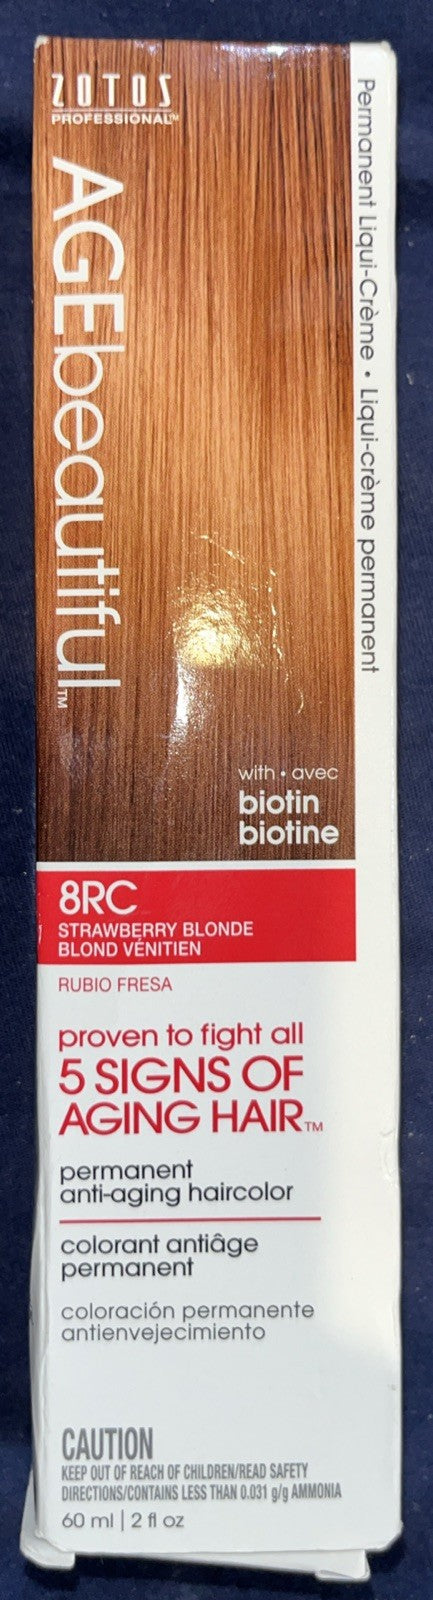 ZOTOS
PROFESSIONAL™
AGEbeautiful™
Permanent Liqui-Crème • Liqui-crème permanent
with • avec
biotin
biotine
8RC
STRAWBERRY BLONDE
BLOND VÉNITIEN
RUBIO FRESA
proven to fight all
5 SIGNS OF
AGING HAIR™
permanent
anti-aging haircolor
colorant antiâge
permanent
coloración permanente
antienvejecimiento
CAUTION
KEEP OUT OF REACH OF CHILDREN/READ SAFETY
DIRECTIONS/CONTAINS LESS THAN 0.031 g/g AMMONIA
60 ml | 2 fl oz